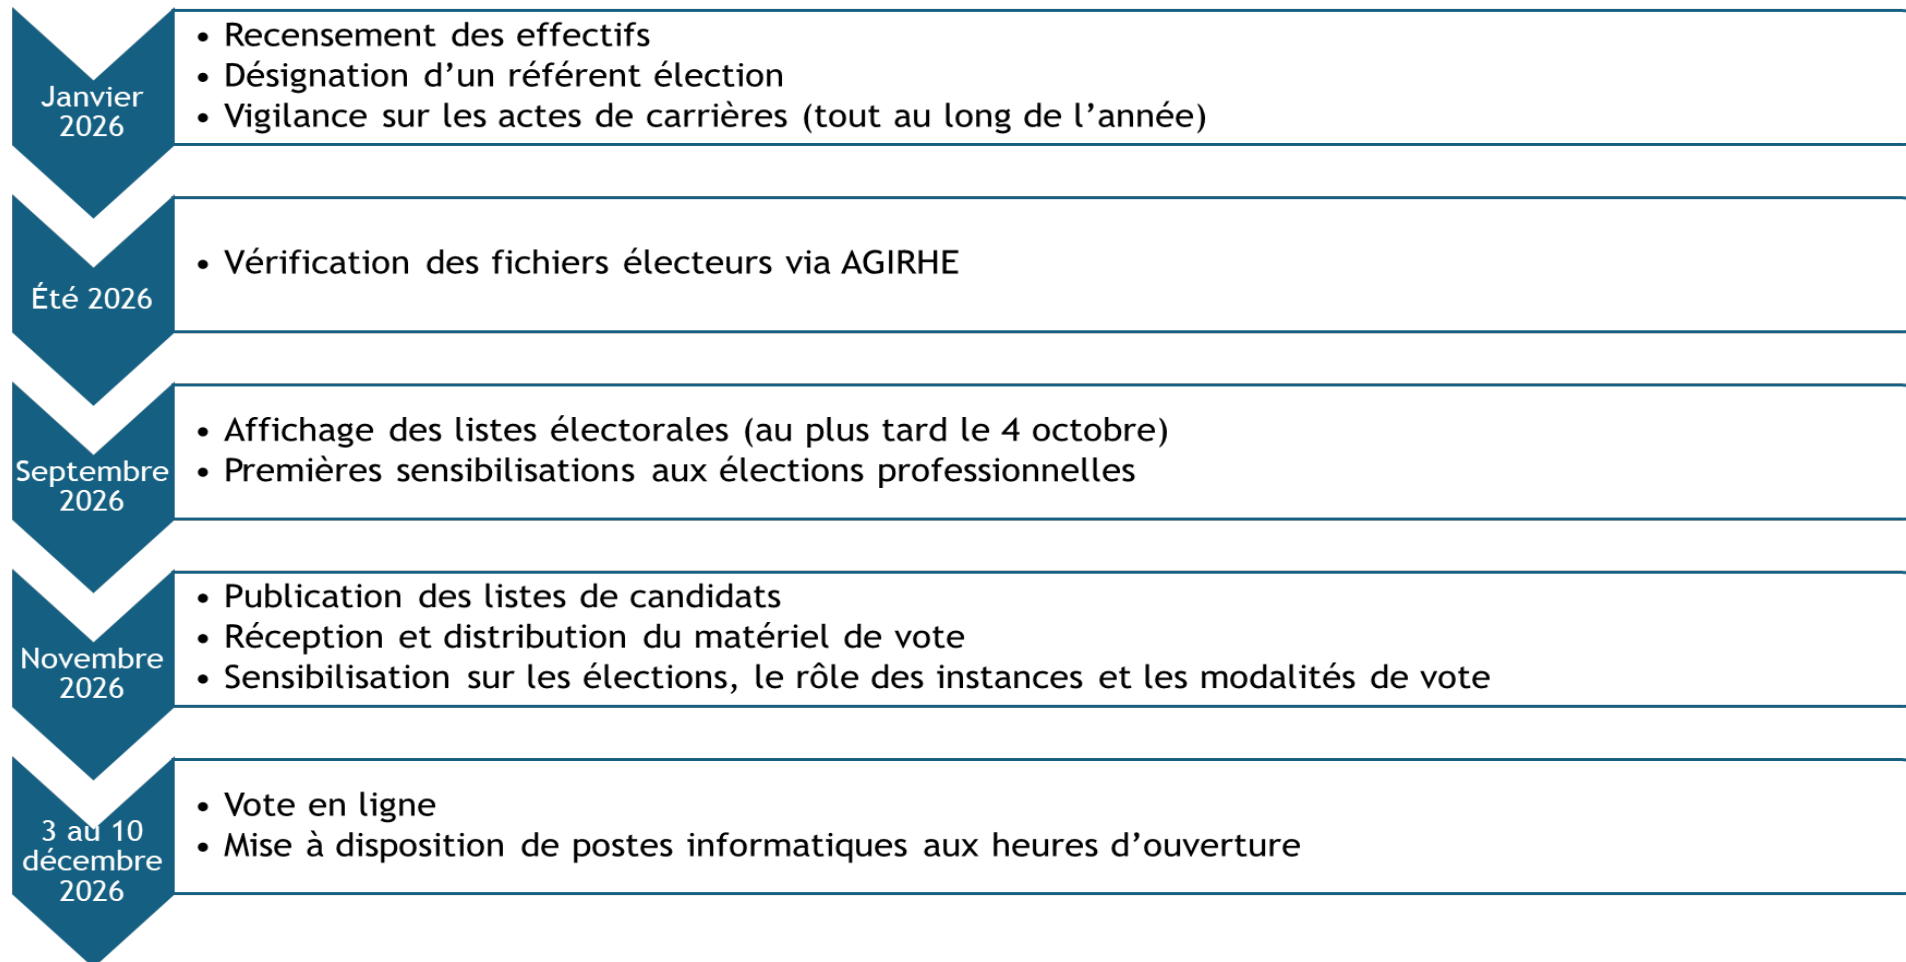 Janvier
2026
• Recensement des effectifs
• Désignation d’un référent élection
• Vigilance sur les actes de carrières (tout au long de l’année)
Été 2026
• Vérification des fichiers électeurs via AGIRHE
Septembre
2026
• Affichage des listes électorales (au plus tard le 4 octobre)
• Premières sensibilisations aux élections professionnelles
Novembre
2026
• Publication des listes de candidats
• Réception et distribution du matériel de vote
• Sensibilisation sur les élections, le rôle des instances et les modalités de vote
3 au 10
décembre
2026
• Vote en ligne
• Mise à disposition de postes informatiques aux heures d’ouverture